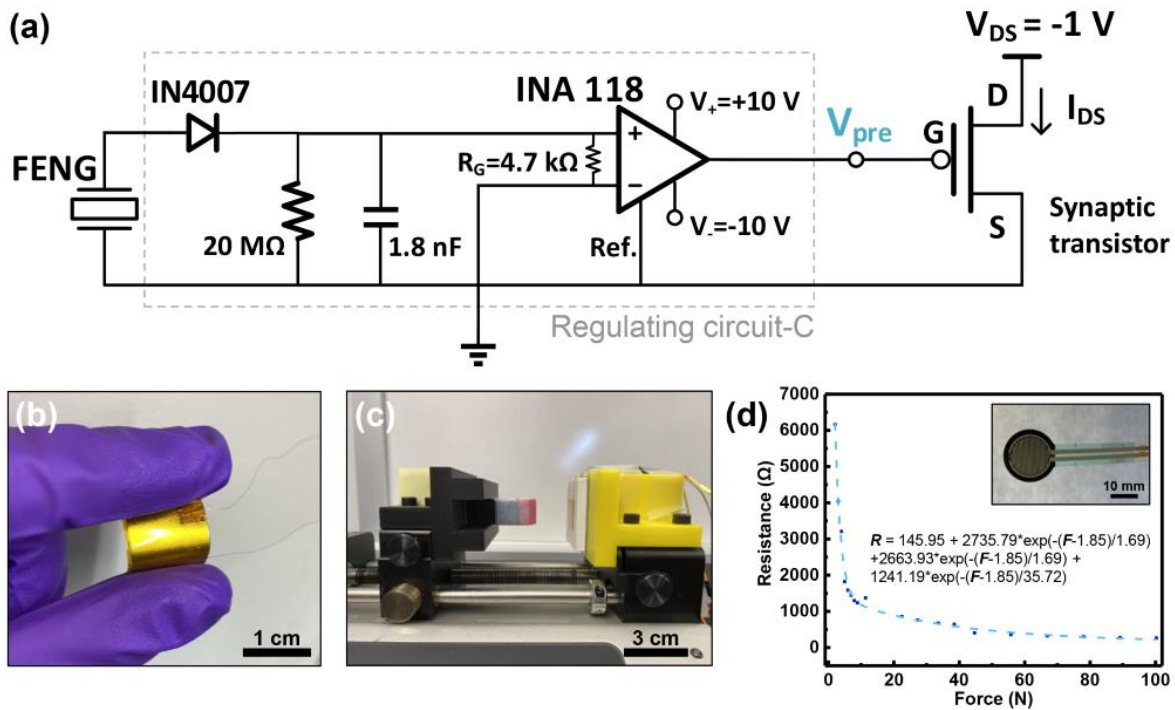 (a)
V_DS = -1 V
IN4007
INA 118
V_+=+10 V
D
I_DS
V_pre
G
FENG
R_G=4.7 kΩ
+
−
S
Synaptic
transistor
20 MΩ
1.8 nF
Ref.
V_-=-10 V
Regulating circuit-C
(b)
1 cm
(c)
3 cm
(d)
7000
6000
5000
4000
3000
2000
1000
0
Resistance (Ω)
10 mm
R = 145.95 + 2735.79*exp(-(F-1.85)/1.69)
+2663.93*exp(-(F-1.85)/1.69) +
1241.19*exp(-(F-1.85)/35.72)
0 20 40 60 80 100
Force (N)